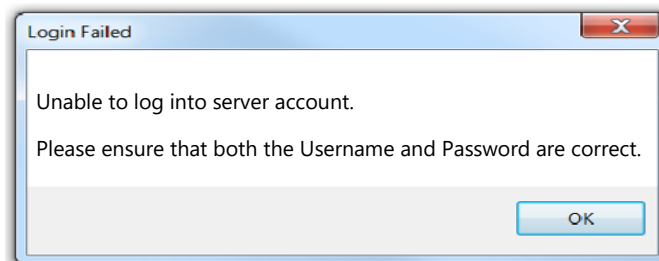 Login Failed
Unable to log into server account.
Please ensure that both the Username and Password are correct.
OK